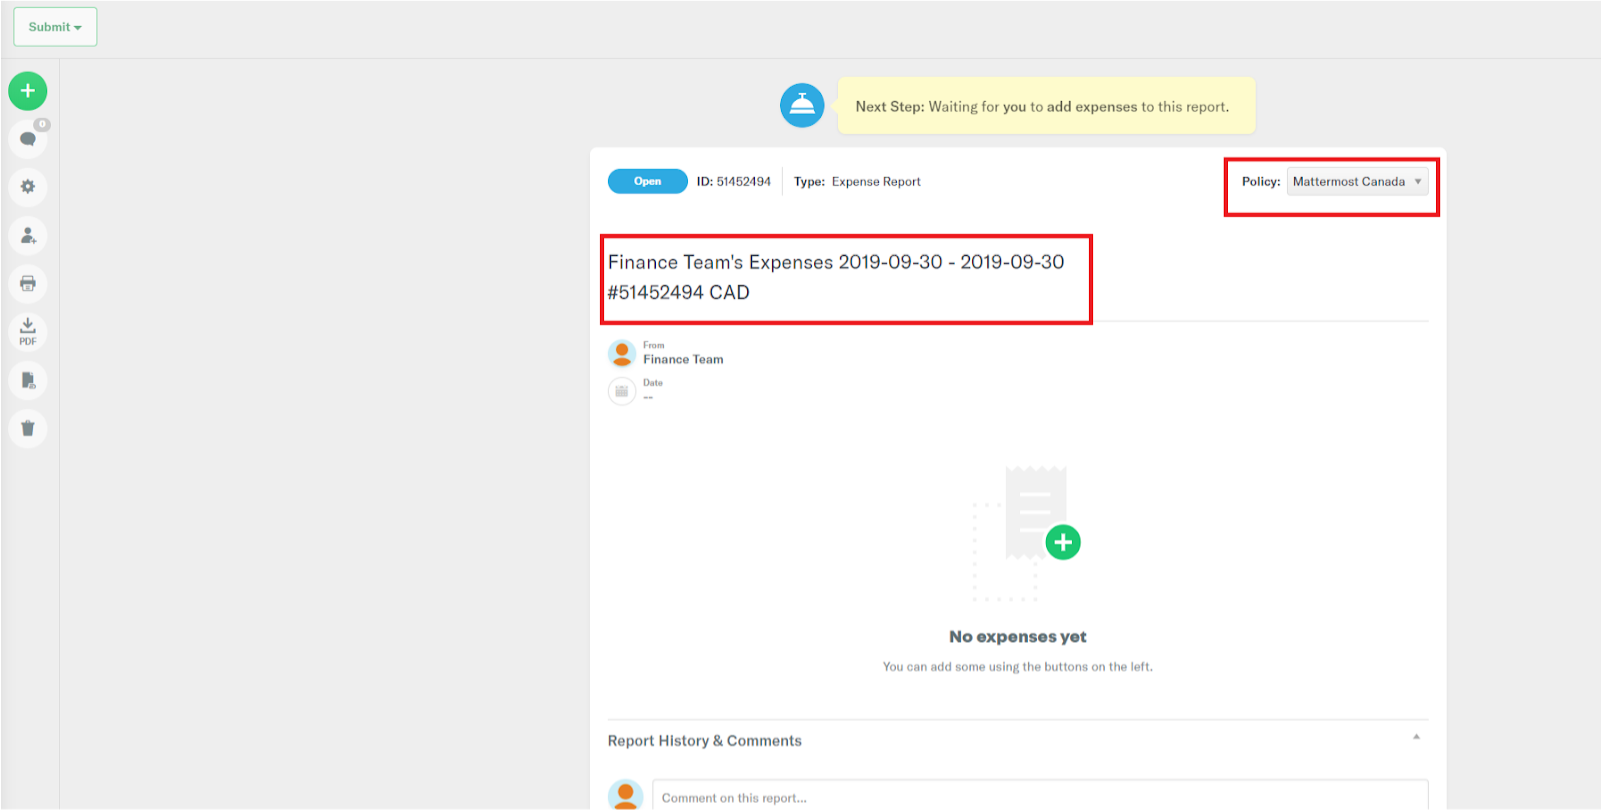 Submit
0
Next Step: Waiting for you to add expenses to this report.
Open ID: 51452494 Type: Expense Report Policy: Mattermost Canada
Finance Team's Expenses 2019-09-30 - 2019-09-30
#51452494 CAD
From
Finance Team
PDF
Date
--
No expenses yet
You can add some using the buttons on the left.
Report History & Comments
Comment on this report...